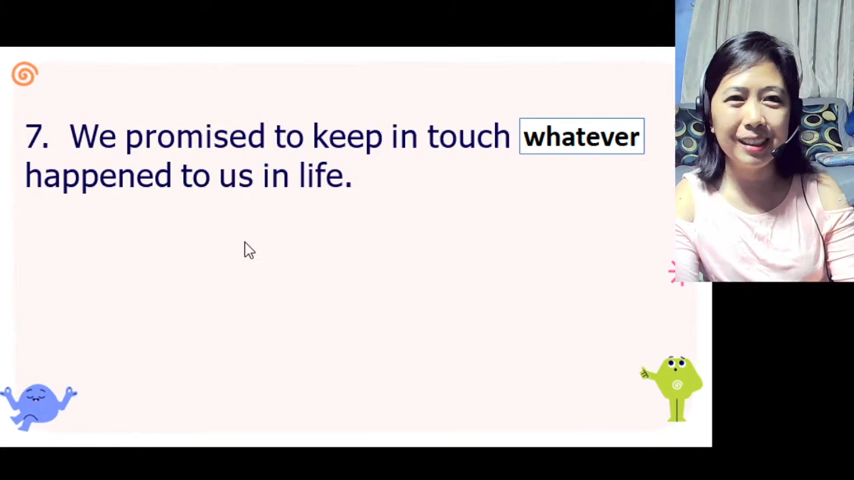 7. We promised to keep in touch whatever
happened to us in life.